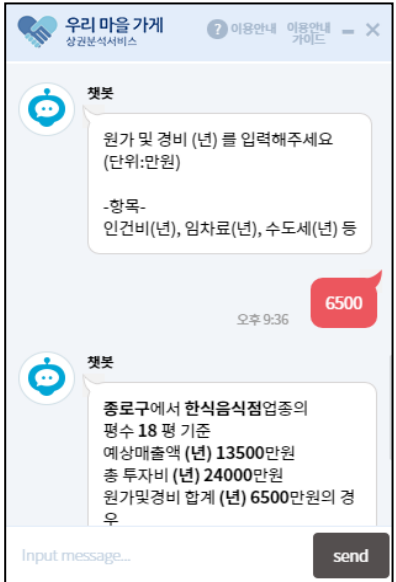 우리 마을 가게
상권분석서비스
? 이용안내
이용안내
가이드
챗봇
원가 및 경비 (년) 를 입력해주세요
(단위:만원)
-항목-
인건비(년), 임차료(년), 수도세(년) 등
6500
오후 9:36
챗봇
종로구에서 한식음식점업종의
평수 18 평 기준
예상매출액 (년) 13500만원
총 투자비 (년) 24000만원
원가및경비 합계 (년) 6500만원의 경
우
Input message...
send